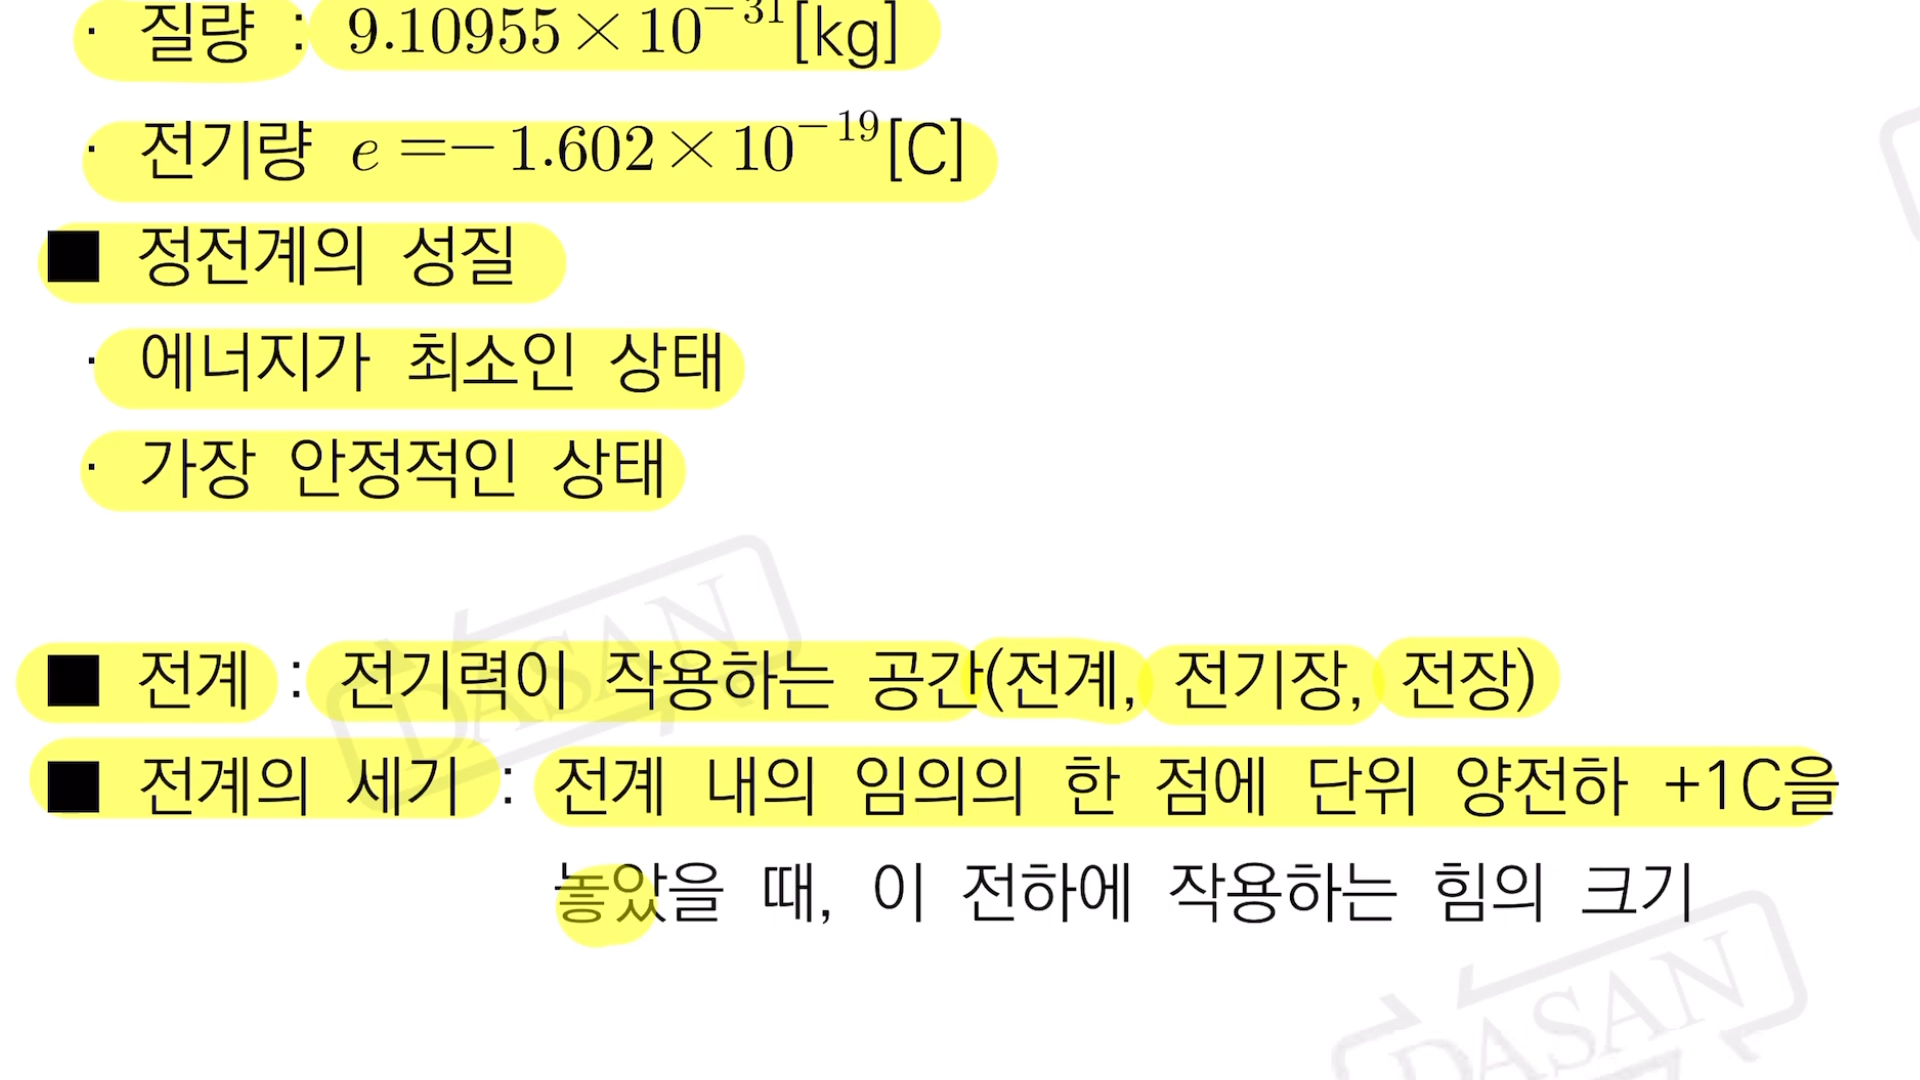 · 질량 : 9.10955×10⁻³¹[kg]
· 전기량 e=−1.602×10⁻¹⁹[C]
■ 정전계의 성질
· 에너지가 최소인 상태
· 가장 안정적인 상태
■ 전계 : 전기력이 작용하는 공간(전계, 전기장, 전장)
■ 전계의 세기 : 전계 내의 임의의 한 점에 단위 양전하 +1C을
놓았을 때, 이 전하에 작용하는 힘의 크기
DASAN
DASAN